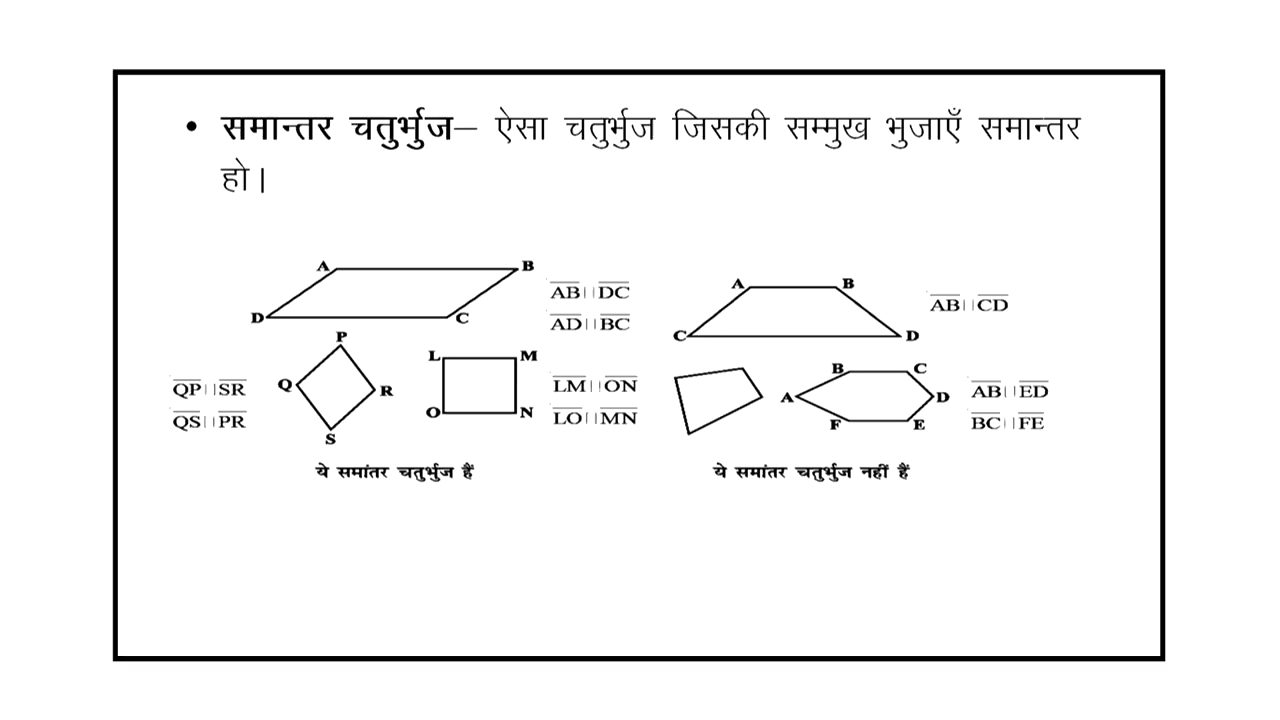 • समान्तर चतुर्भुज– ऐसा चतुर्भुज जिसकी सम्मुख भुजाएँ समान्तर
हो।
A B
D C
AB||DC
AD||BC
A B
C D
AB||CD
QP||SR
QS||PR
P
Q R
S
L M
O N
LM||ON
LO||MN
B C
A D
F E
AB||ED
BC||FE
ये समांतर चतुर्भुज हैं
ये समांतर चतुर्भुज नहीं हैं